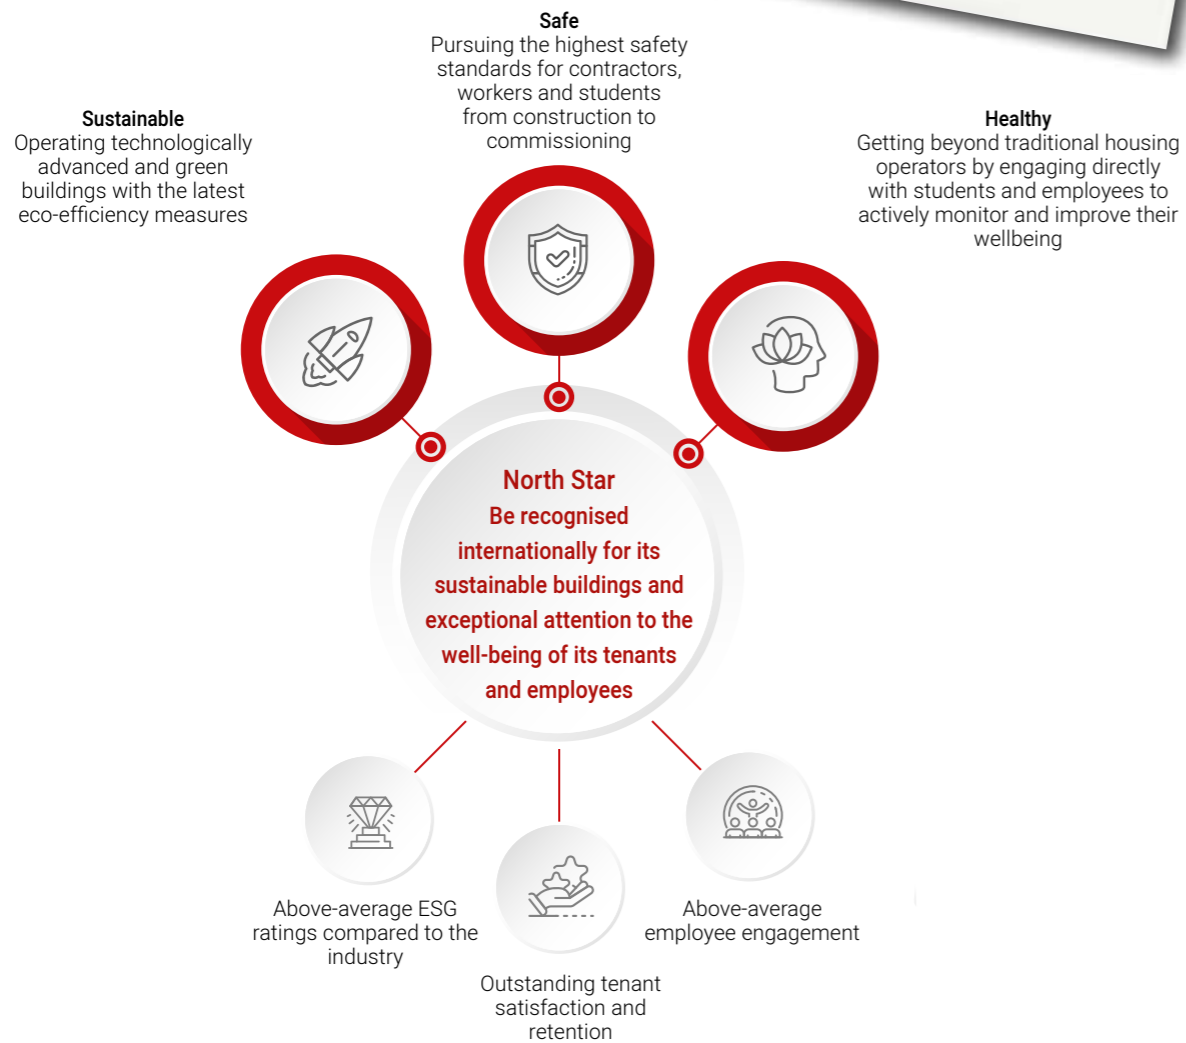 Safe
Pursuing the highest safety
standards for contractors,
workers and students
from construction to
commissioning
Sustainable
Operating technologically
advanced and green
buildings with the latest
eco-efficiency measures
Healthy
Getting beyond traditional housing
operators by engaging directly
with students and employees to
actively monitor and improve their
wellbeing
North Star
Be recognised
internationally for its
sustainable buildings and
exceptional attention to the
well-being of its tenants
and employees
Above-average ESG
ratings compared to the
industry
Outstanding tenant
satisfaction and
retention
Above-average
employee engagement